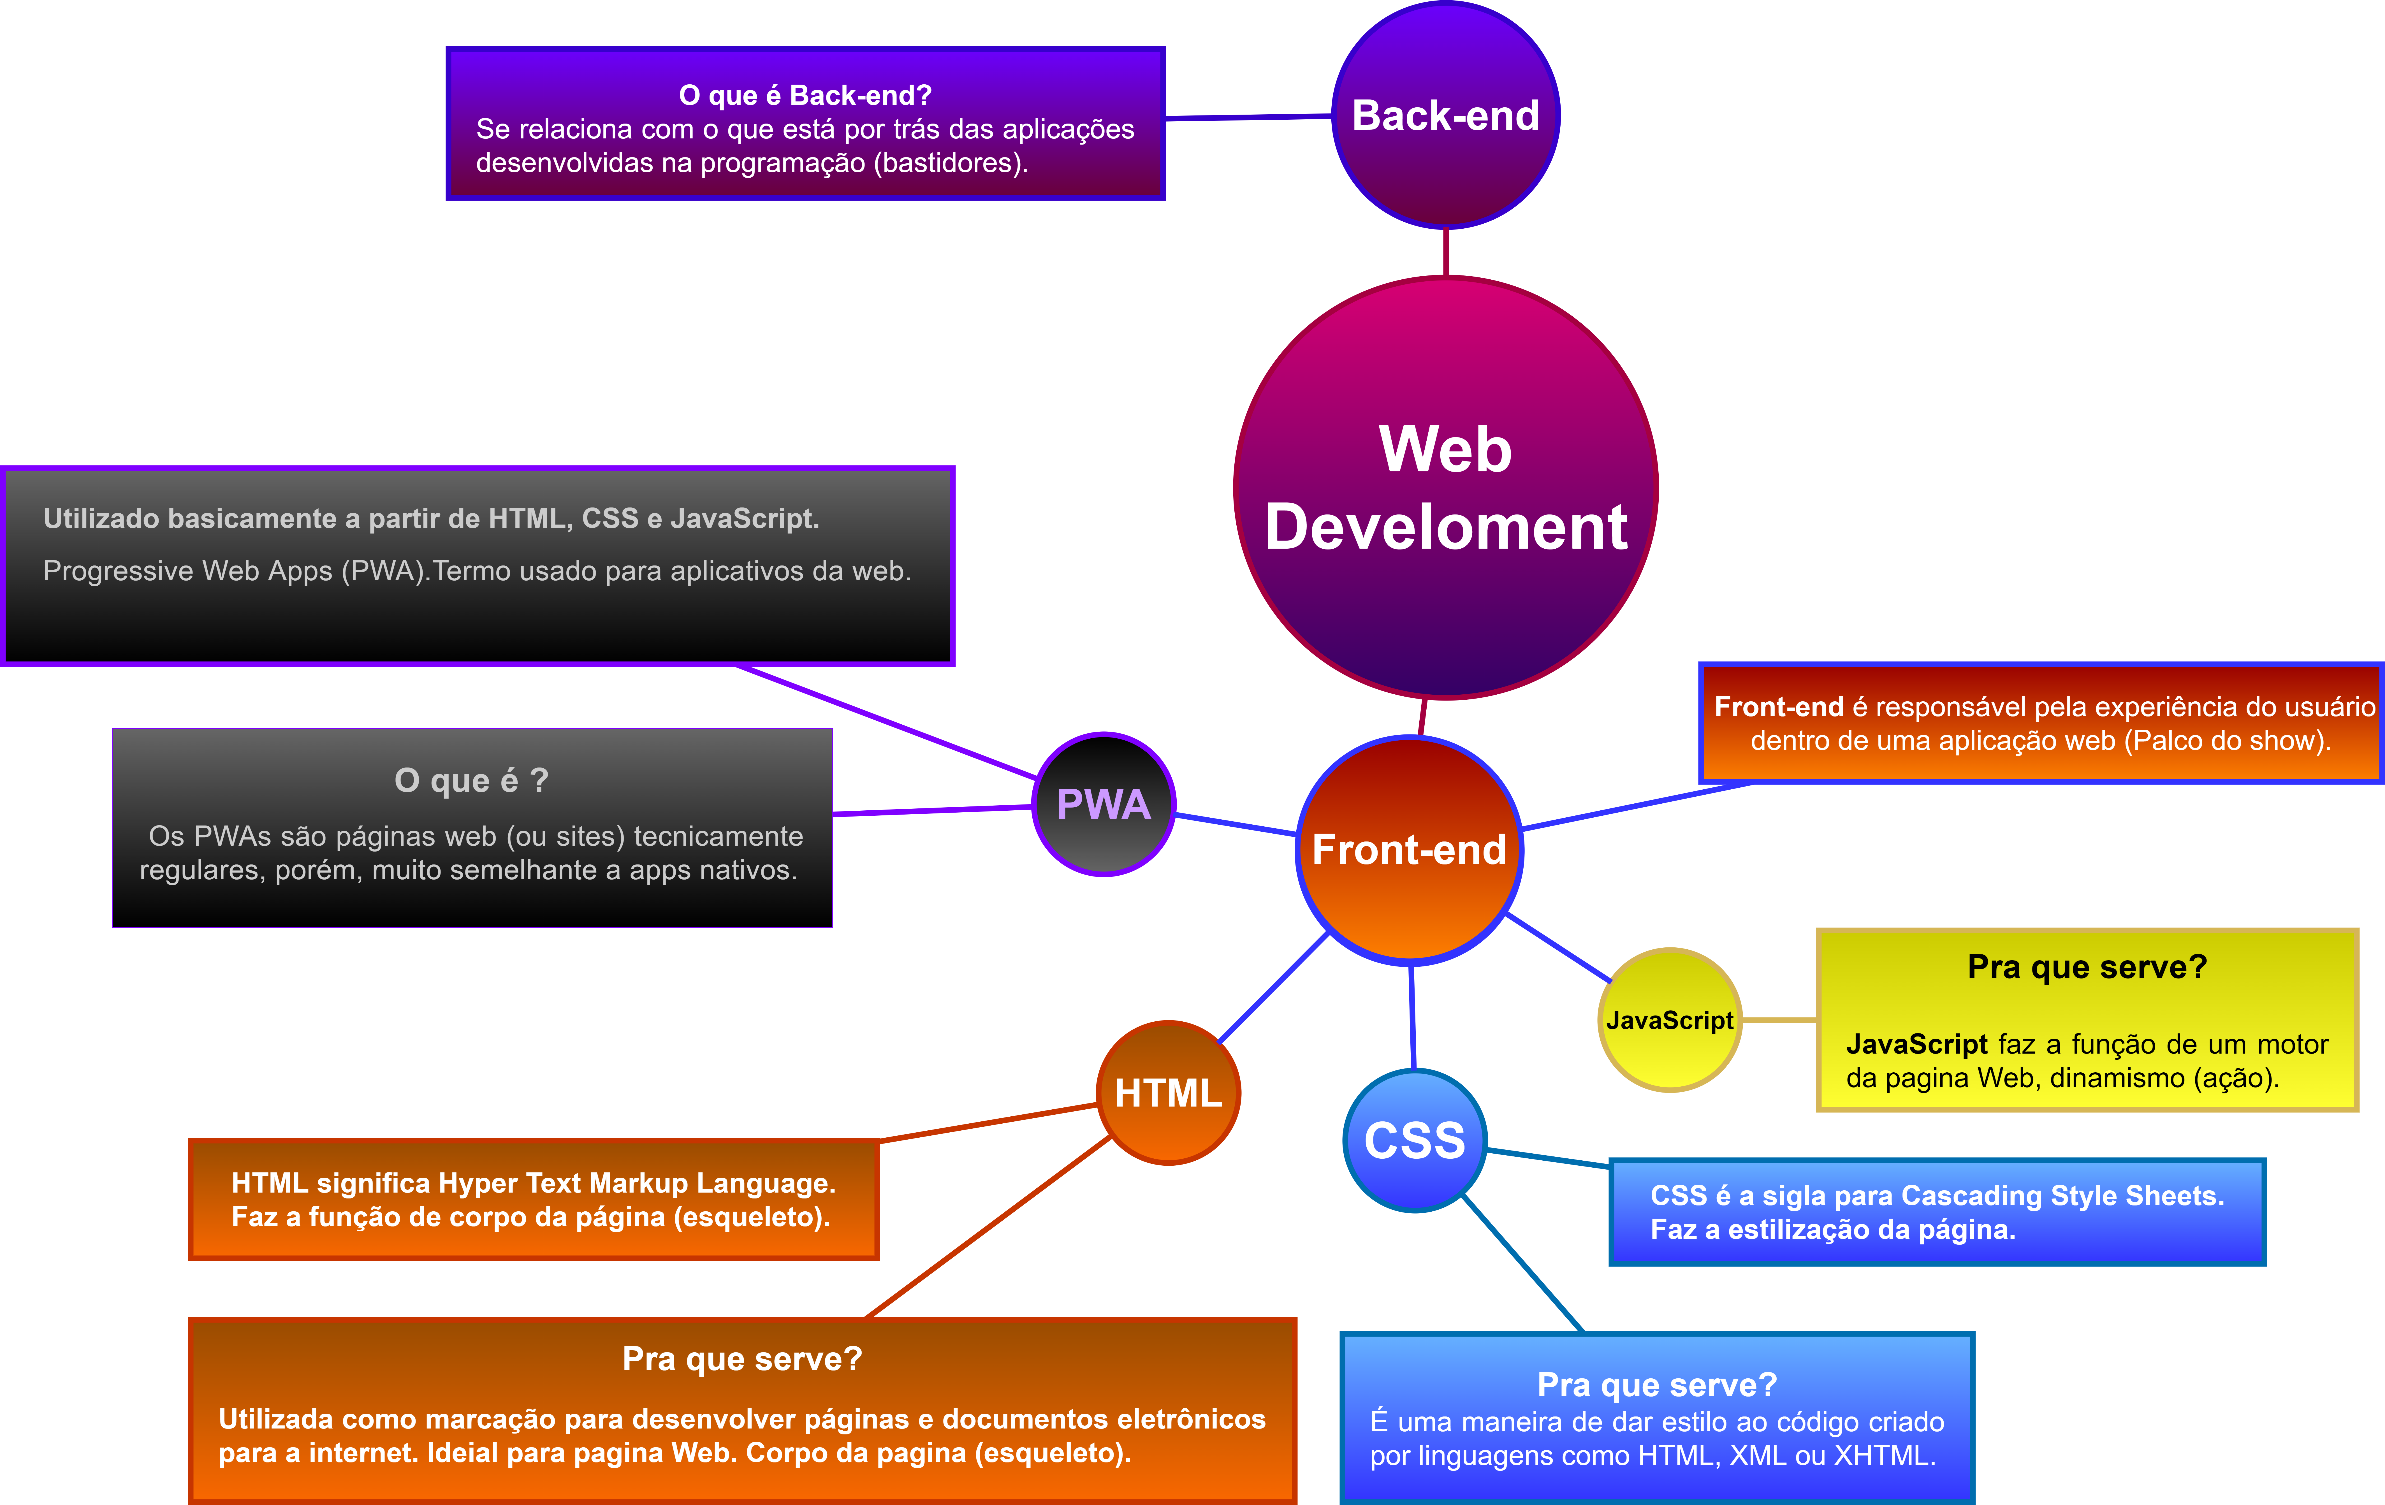 O que é Back-end?
Se relaciona com o que está por trás das aplicações
desenvolvidas na programação (bastidores).
Back-end
Web
Develoment
Utilizado basicamente a partir de HTML, CSS e JavaScript.
Progressive Web Apps (PWA).Termo usado para aplicativos da web.
Front-end é responsável pela experiência do usuário
dentro de uma aplicação web (Palco do show).
O que é ?
Os PWAs são páginas web (ou sites) tecnicamente
regulares, porém, muito semelhante a apps nativos.
PWA
Front-end
JavaScript
Pra que serve?
JavaScript faz a função de um motor
da pagina Web, dinamismo (ação).
HTML
CSS
HTML significa Hyper Text Markup Language.
Faz a função de corpo da página (esqueleto).
CSS é a sigla para Cascading Style Sheets.
Faz a estilização da página.
Pra que serve?
Utilizada como marcação para desenvolver páginas e documentos eletrônicos
para a internet. Ideial para pagina Web. Corpo da pagina (esqueleto).
Pra que serve?
É uma maneira de dar estilo ao código criado
por linguagens como HTML, XML ou XHTML.